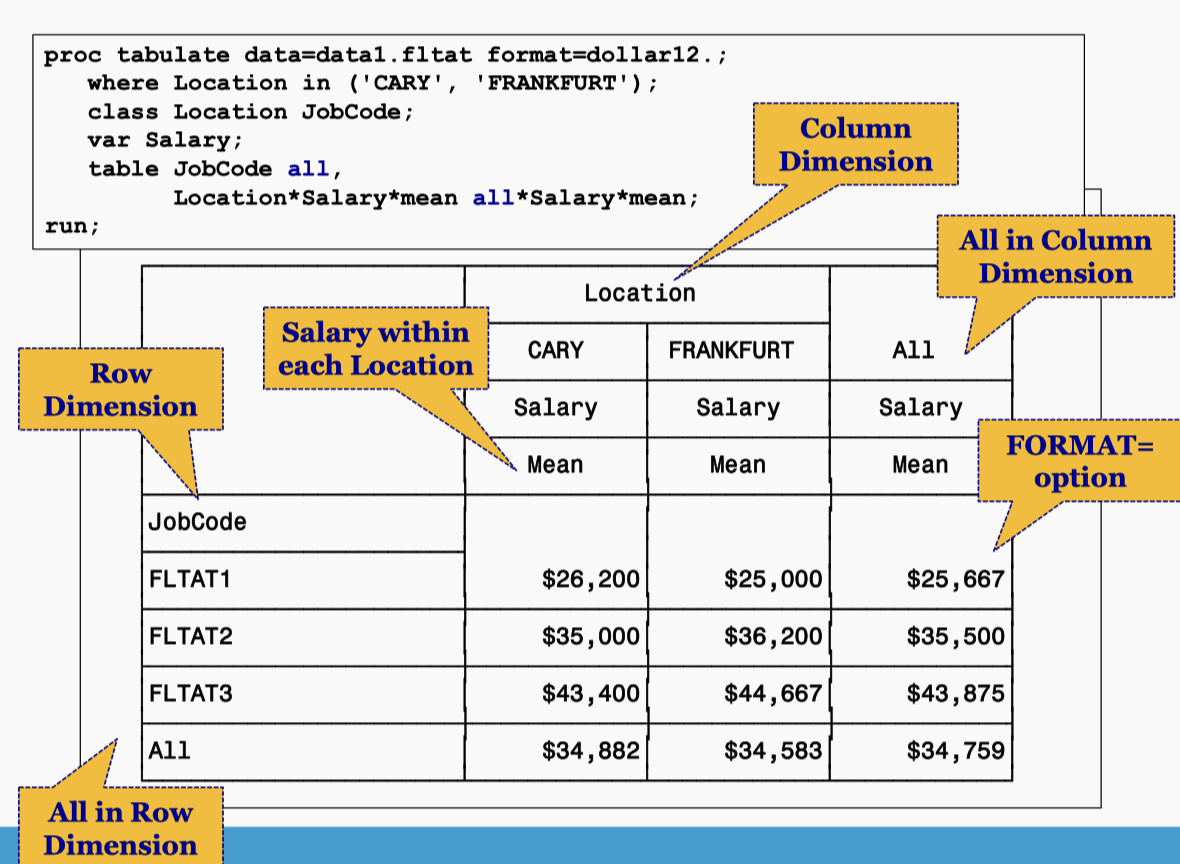 proc tabulate data=data1.fltat format=dollar12.;
where Location in ('CARY', 'FRANKFURT');
class Location JobCode;
var Salary;
table JobCode all,
Location*Salary*mean all*Salary*mean;
run;
Column
Dimension
All in Column
Dimension
Location
Salary within
each Location
CARY FRANKFURT All
Row
Dimension
Salary Salary Salary
FORMAT=
option
Mean Mean Mean
JobCode
FLTAT1 $26,200 $25,000 $25,667
FLTAT2 $35,000 $36,200 $35,500
FLTAT3 $43,400 $44,667 $43,875
All $34,882 $34,583 $34,759
All in Row
Dimension